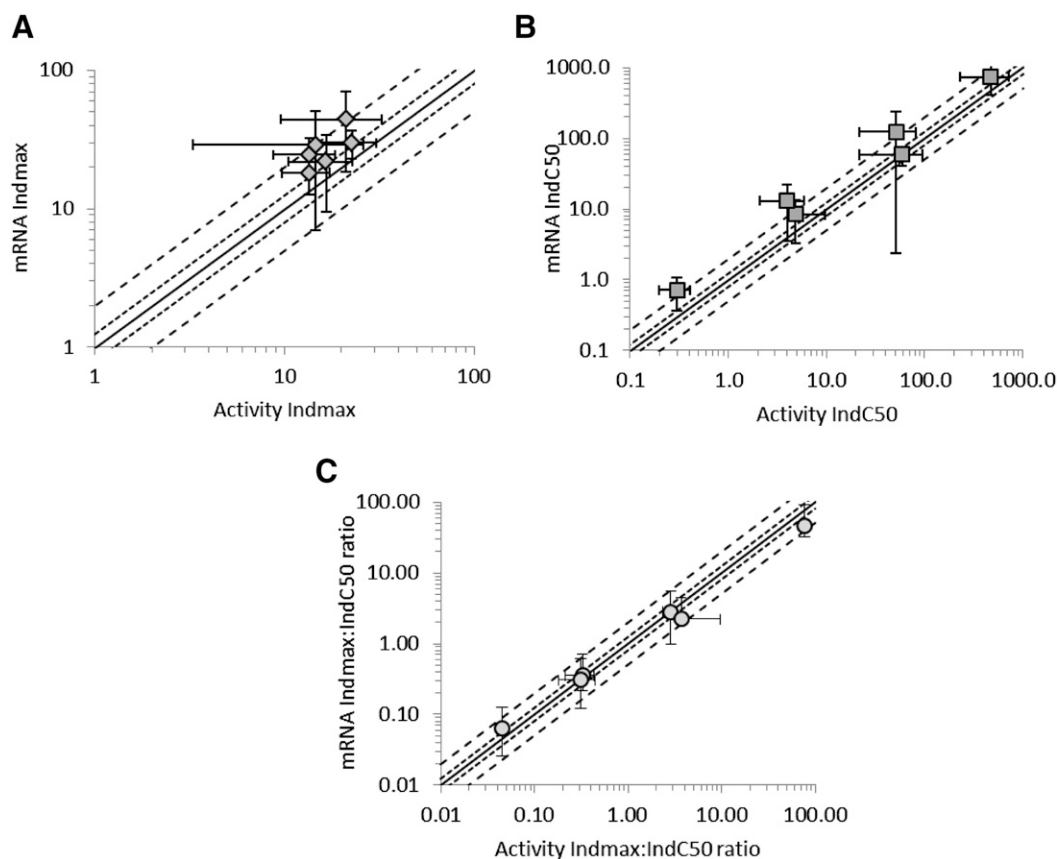 A
mRNA Indmax
100
10
1
1
10
100
Activity Indmax
B
mRNA IndC50
1000.0
100.0
10.0
1.0
0.1
0.1
1.0
10.0
100.0
1000.0
Activity IndC50
C
mRNA Indmax:IndC50 ratio
100.00
10.00
1.00
0.10
0.01
0.01
0.10
1.00
10.00
100.00
Activity Indmax:IndC50 ratio